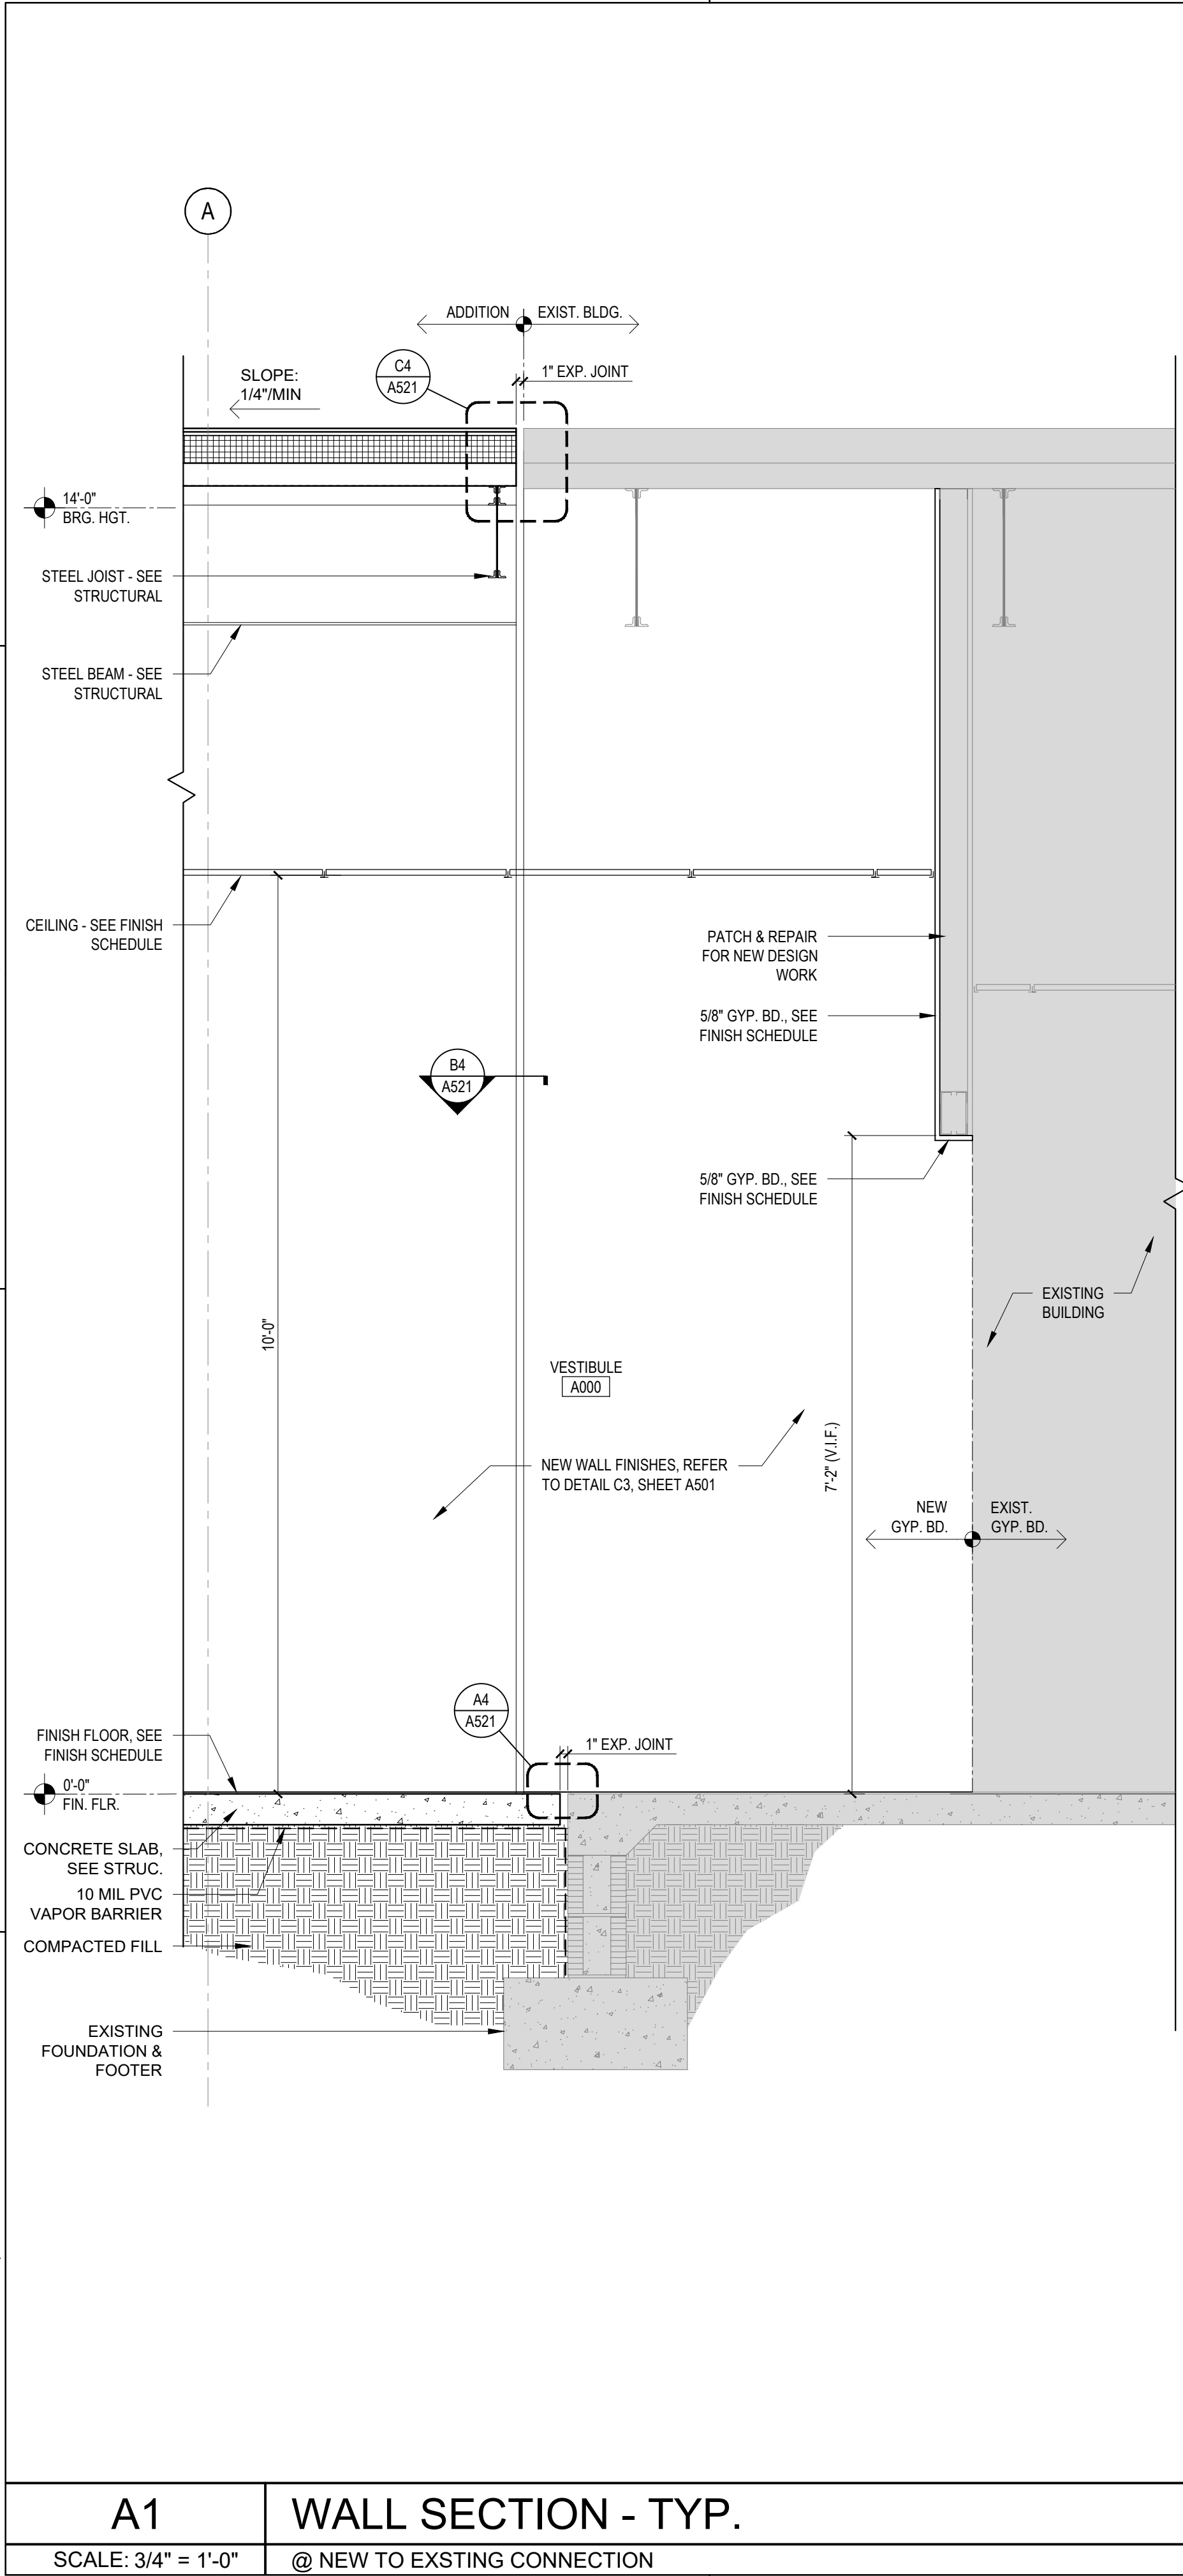 A
ADDITION
EXIST. BLDG.
C4
A521
1" EXP. JOINT
SLOPE:
1/4"/MIN
14'-0"
BRG. HGT.
STEEL JOIST - SEE
STRUCTURAL
STEEL BEAM - SEE
STRUCTURAL
CEILING - SEE FINISH
SCHEDULE
PATCH & REPAIR
FOR NEW DESIGN
WORK
5/8" GYP. BD., SEE
FINISH SCHEDULE
B4
A521
5/8" GYP. BD., SEE
FINISH SCHEDULE
EXISTING
BUILDING
10'-0"
VESTIBULE
A000
7'-2" (V.I.F.)
NEW WALL FINISHES, REFER
TO DETAIL C3, SHEET A501
NEW
GYP. BD.
EXIST.
GYP. BD.
A4
A521
1" EXP. JOINT
FINISH FLOOR, SEE
FINISH SCHEDULE
0'-0"
FIN. FLR.
CONCRETE SLAB,
SEE STRUC.
10 MIL PVC
VAPOR BARRIER
COMPACTED FILL
EXISTING
FOUNDATION &
FOOTER
A1
WALL SECTION - TYP.
SCALE: 3/4" = 1'-0"
@ NEW TO EXSTING CONNECTION